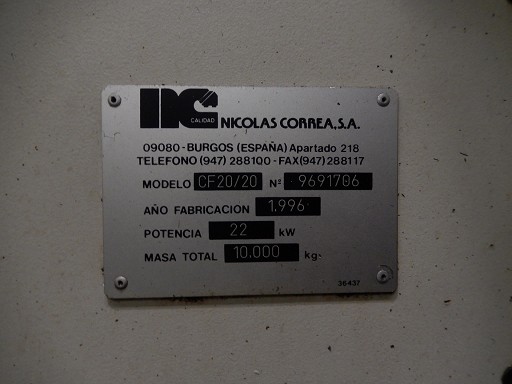 nc CALIDAD NICOLAS CORREA, S.A.
09080-BURGOS (ESPAÑA) Apartado 218
TELEFONO (947) 288100 - FAX (947) 288117
MODELO CF20/20 Nº 9691706
AÑO FABRICACION 1.996
POTENCIA 22 kW
MASA TOTAL 10.000 kg.
36437